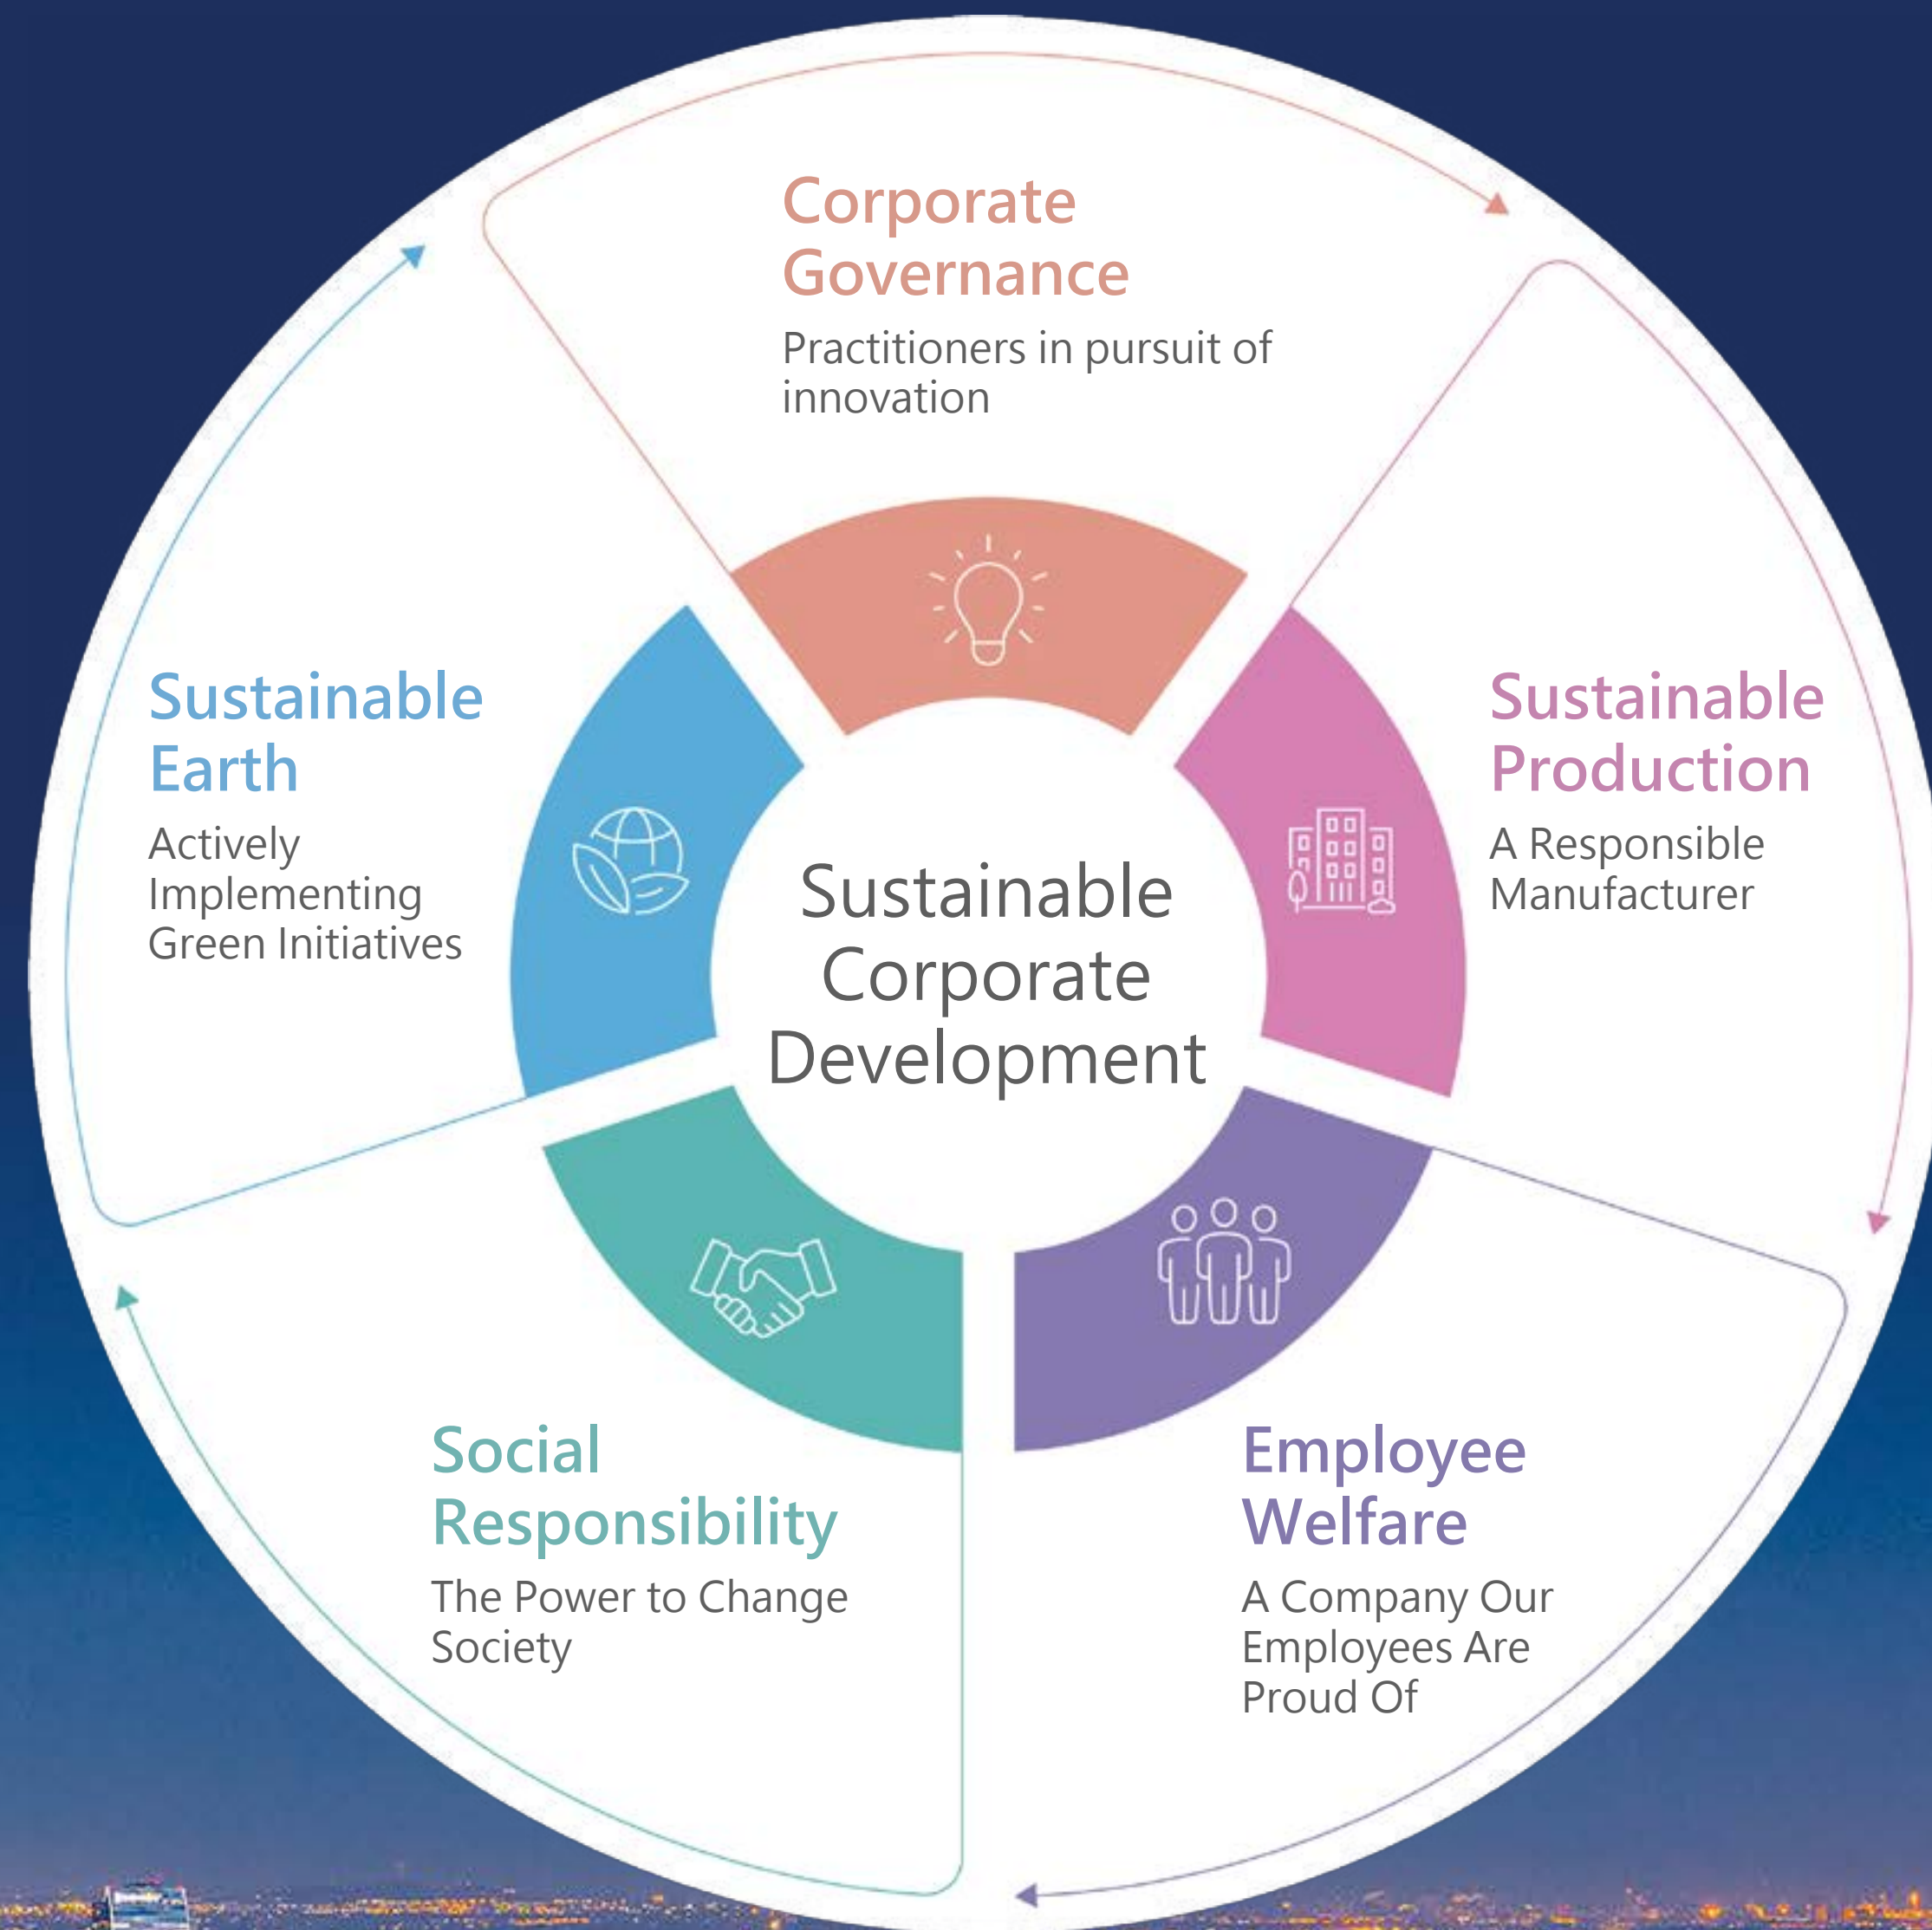 Corporate
Governance
Practitioners in pursuit of
innovation
Sustainable
Production
A Responsible
Manufacturer
Employee
Welfare
A Company Our
Employees Are
Proud Of
Social
Responsibility
The Power to Change
Society
Sustainable
Earth
Actively
Implementing
Green Initiatives
Sustainable
Corporate
Development